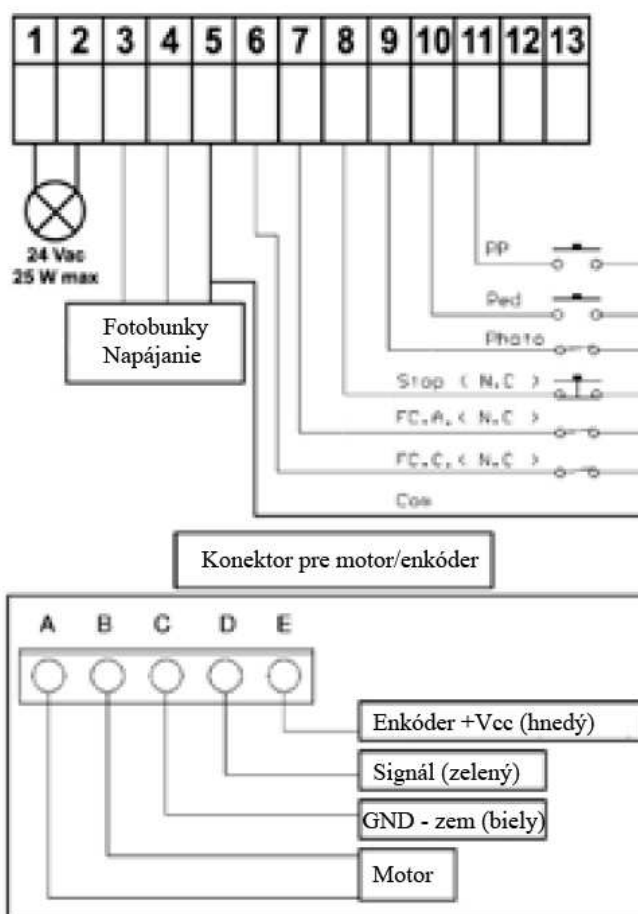 1 2 3 4 5 6 7 8 9 10 11 12 13
24 Vac
25 W max
Fotobunky
Napájanie
PP
Ped
Photo
Stop ( N.C )
FC.A.( N.C )
FC.C.( N.C )
Com
Konektor pre motor/enkóder
A B C D E
Enkóder +Vcc (hnedý)
Signál (zelený)
GND - zem (biely)
Motor